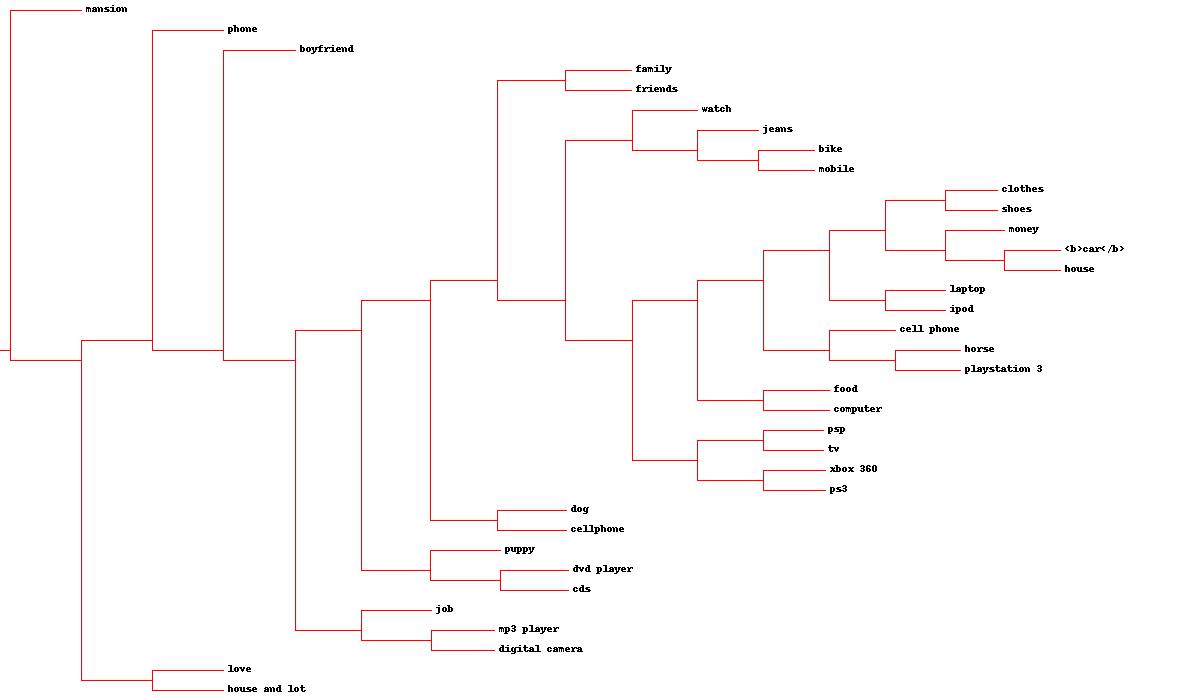 mansion
phone
boyfriend
family
friends
watch
jeans
bike
mobile
clothes
shoes
money
<b>car</b>
house
laptop
ipod
cell phone
horse
playstation 3
food
computer
psp
tv
xbox 360
ps3
dog
cellphone
puppy
dvd player
cds
job
mp3 player
digital camera
love
house and lot